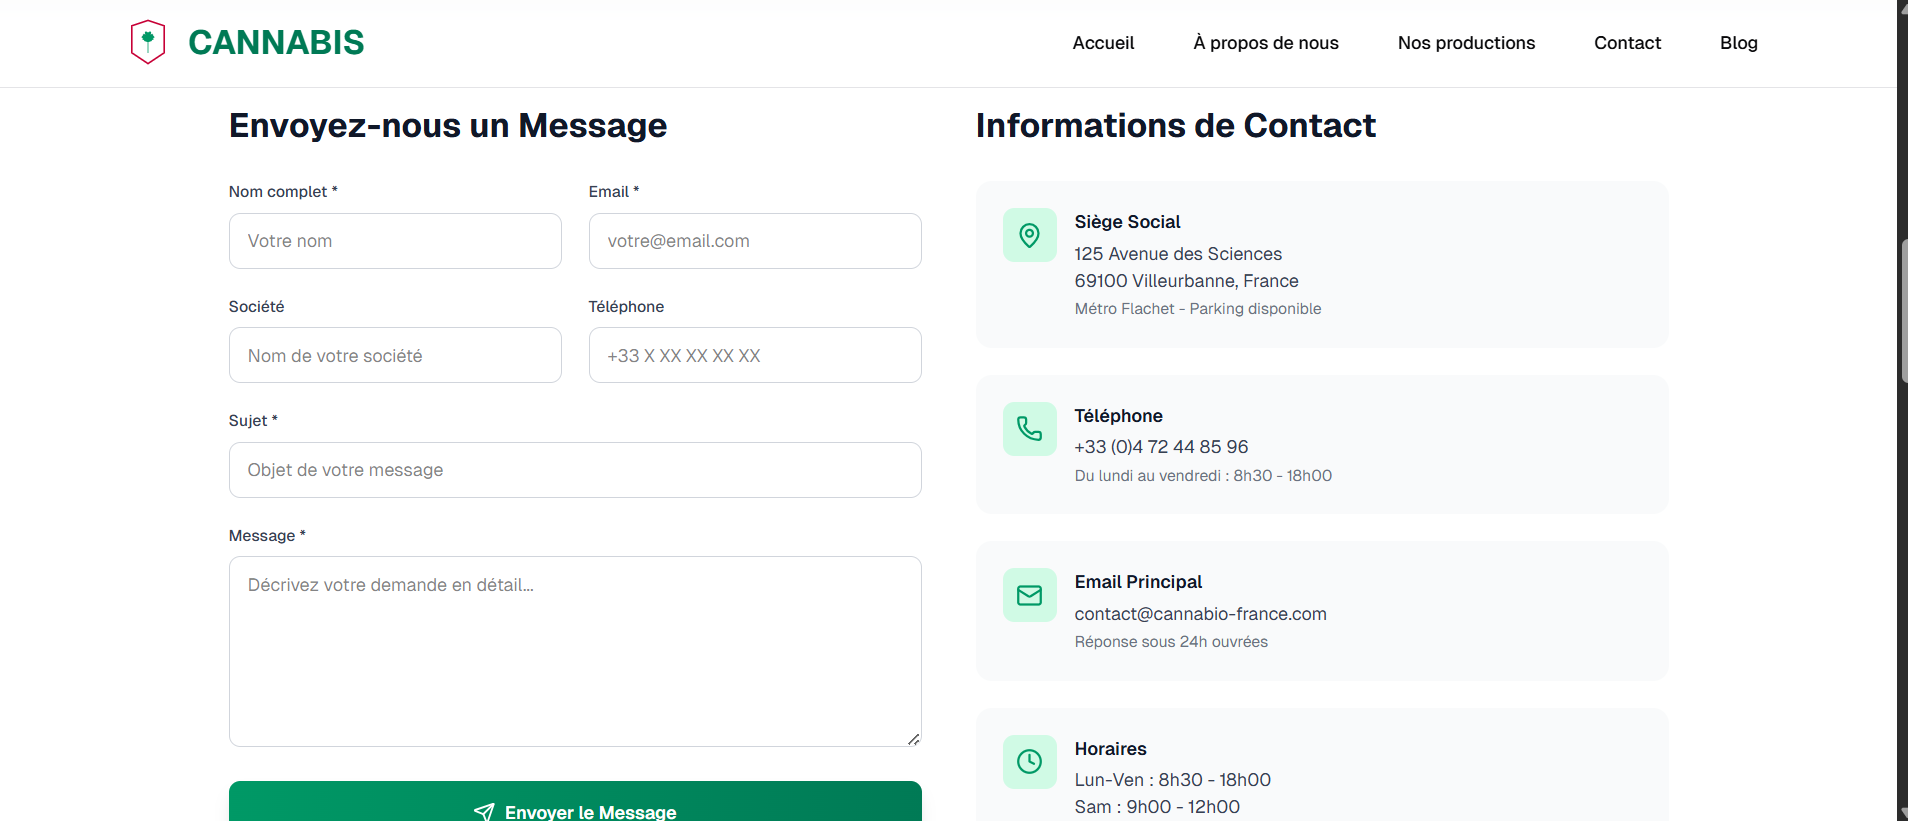 CANNABIS
Accueil
À propos de nous
Nos productions
Contact
Blog
Envoyez-nous un Message
Nom complet *
Votre nom
Email *
votre@email.com
Société
Nom de votre société
Téléphone
+33 X XX XX XX XX
Sujet *
Objet de votre message
Message *
Décrivez votre demande en détail...
Envoyer le Message
Informations de Contact
Siège Social
125 Avenue des Sciences
69100 Villeurbanne, France
Métro Flachet - Parking disponible
Téléphone
+33 (0)4 72 44 85 96
Du lundi au vendredi : 8h30 - 18h00
Email Principal
contact@cannabio-france.com
Réponse sous 24h ouvrées
Horaires
Lun-Ven : 8h30 - 18h00
Sam : 9h00 - 12h00